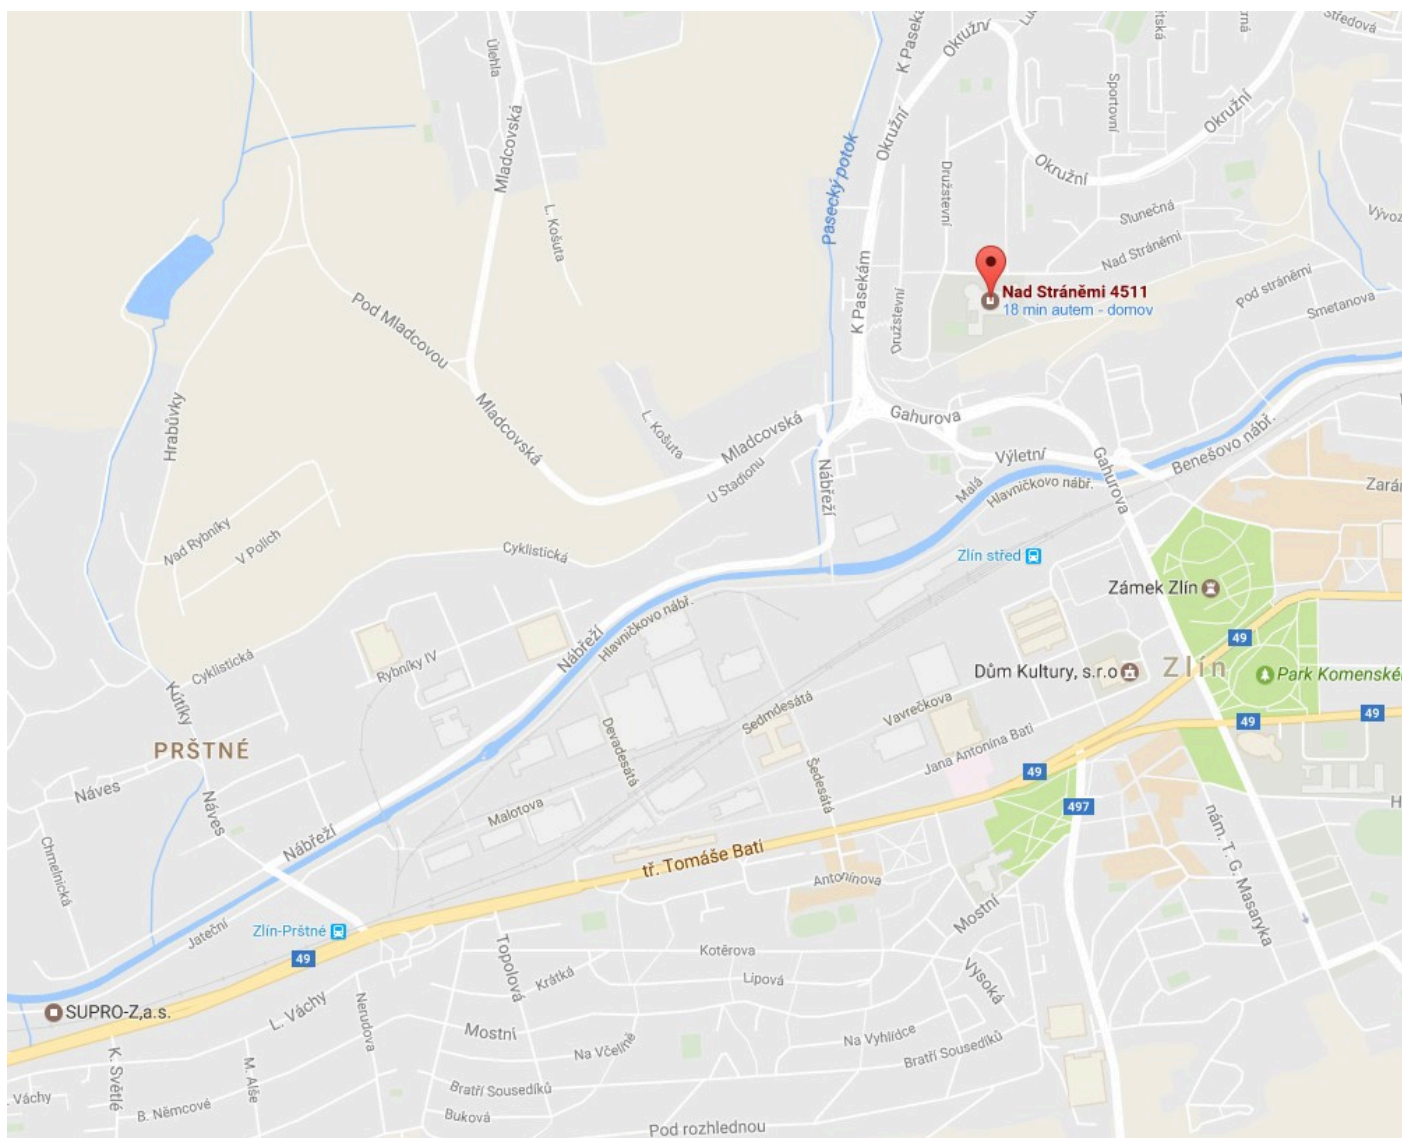 Úlehla
Mladcovská
Mladcovská
L. Košuta
Pasecký potok
K Pasekám
Okružní
Okružní
Okružní
Okružní
Sportovní
Středová
Družstevní
Slunečná
Nad Stráněmi
Nad Stráněmi 4511
18 min autem - domov
Pod stráněmi
Smetanova
K Pasekám
Družstevní
Pod Mladcovou
Hrabůvky
Mladcovská
L. Košuta
Mladcovská
U Stadionu
Gahurova
Výletní
Gahurova
Benešovo nábř.
Malá
Hlavničkovo nábř.
Nábřeží
Nad Rybníky
V Polích
Cyklistická
Zlín střed
Zámek Zlín
49
Nábřeží
Hlavničkovo nábř.
Cyklistická
Rybníky IV
Kútíky
Dům Kultury, s.r.o
Zlín
Park Komenskéh
Sedmdesátá
Vavrečkova
49
49
PRŠTNÉ
Devadesátá
Jana Antonína Bati
Šedesátá
49
Náves
Náves
Malotova
497
Nábřeží
tř. Tomáše Bati
nám. T. G. Masaryka
Chmelnická
Antonínova
Mostní
Jateční
Zlín-Prštné
49
Topolová
Kotěrova
Krátká
Lipová
Vysoká
SUPRO-Z,a.s.
L. Váchy
Nerudova
Mostní
Na Včelíně
Na Vyhlídce
Bratří Sousedíků
K. Světlé
M. Alše
Váchy
B. Němcové
Bratří Sousedíků
Buková
Pod rozhlednou